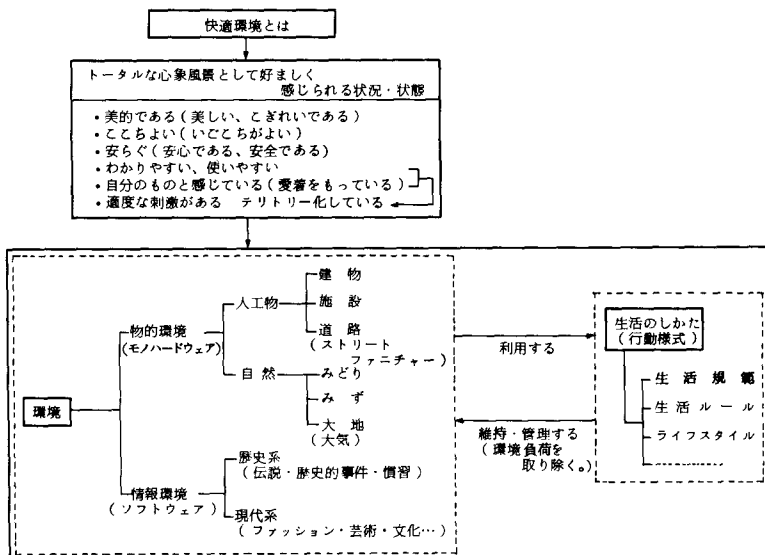 快適環境とは
トータルな心象風景として好ましく
感じられる状況・状態
・美的である(美しい、こぎれいである)
・ここちよい(いごこちがよい)
・安らぐ(安心である、安全である)
・わかりやすい、使いやすい
・自分のものと感じている(愛着をもっている)
・適度な刺激がある テリトリー化している
環境
物的環境
(モノハードウェア)
人工物
建物
施設
道路
(ストリート
ファニチャー)
自然
みどり
みず
大地
(大気)
情報環境
(ソフトウェア)
歴史系
(伝説・歴史的事件・慣習)
現代系
(ファッション・芸術・文化…)
利用する
維持・管理する
(環境負荷を
取り除く。)
生活のしかた
(行動様式)
生活規範
生活ルール
ライフスタイル